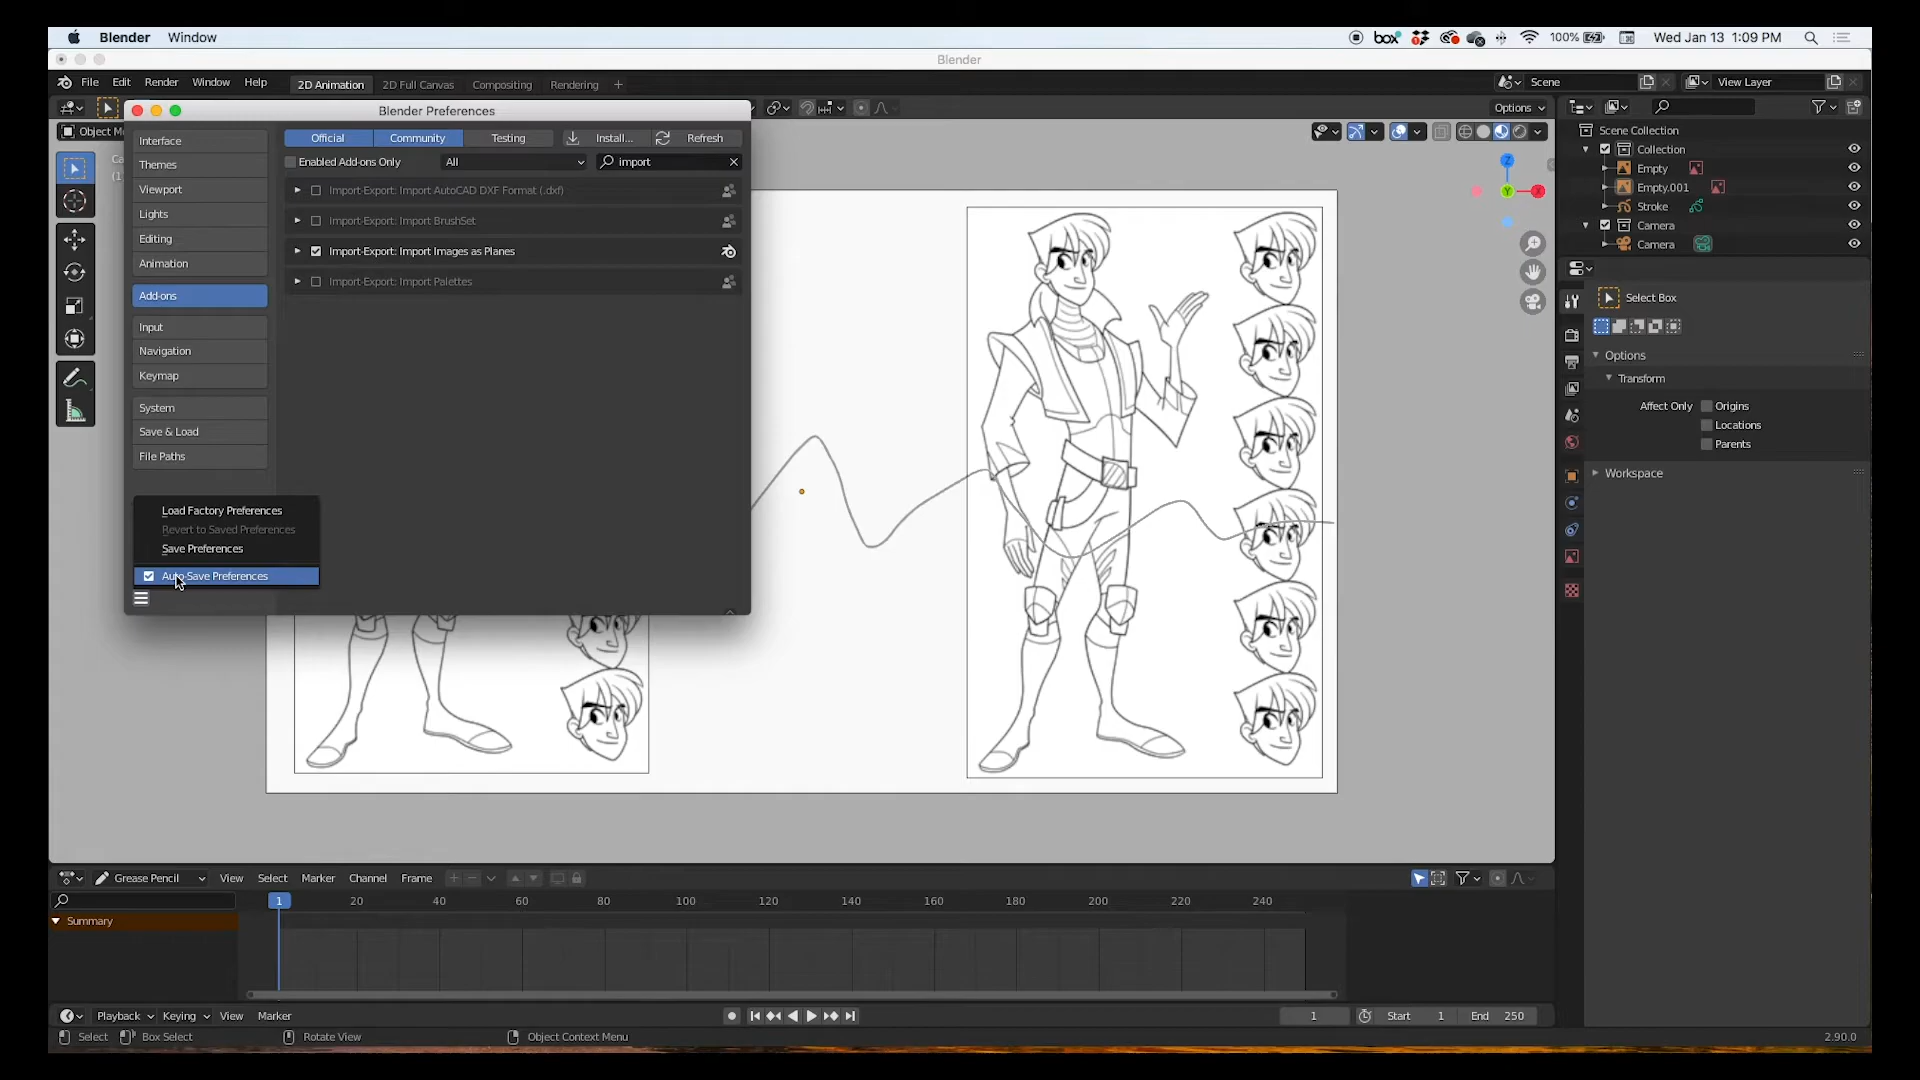 Blender Window
box
100%
Wed Jan 13 1:09 PM
Blender
File Edit Render Window Help
2D Animation 2D Full Canvas Compositing Rendering +
Scene
View Layer
Object M
Options
Blender Preferences
Interface
Themes
Viewport
Lights
Editing
Animation
Add-ons
Input
Navigation
Keymap
System
Save & Load
File Paths
Official Community Testing Install... Refresh
Enabled Add-ons Only All import
Import-Export: Import AutoCAD DXF Format (.dxf)
Import-Export: Import BrushSet
Import-Export: Import Images as Planes
Import-Export: Import Palettes
Load Factory Preferences
Revert to Saved Preferences
Save Preferences
Auto-Save Preferences
Ca
(1
Z
Y
X
Scene Collection
Collection
Empty
Empty.001
Stroke
Camera
Camera
Select Box
Options
Transform
Affect Only Origins
Locations
Parents
Workspace
Grease Pencil View Select Marker Channel Frame
1 20 40 60 80 100 120 140 160 180 200 220 240
Summary
Playback Keying View Marker
1 Start 1 End 250
Select Box Select Rotate View Object Context Menu
2.90.0